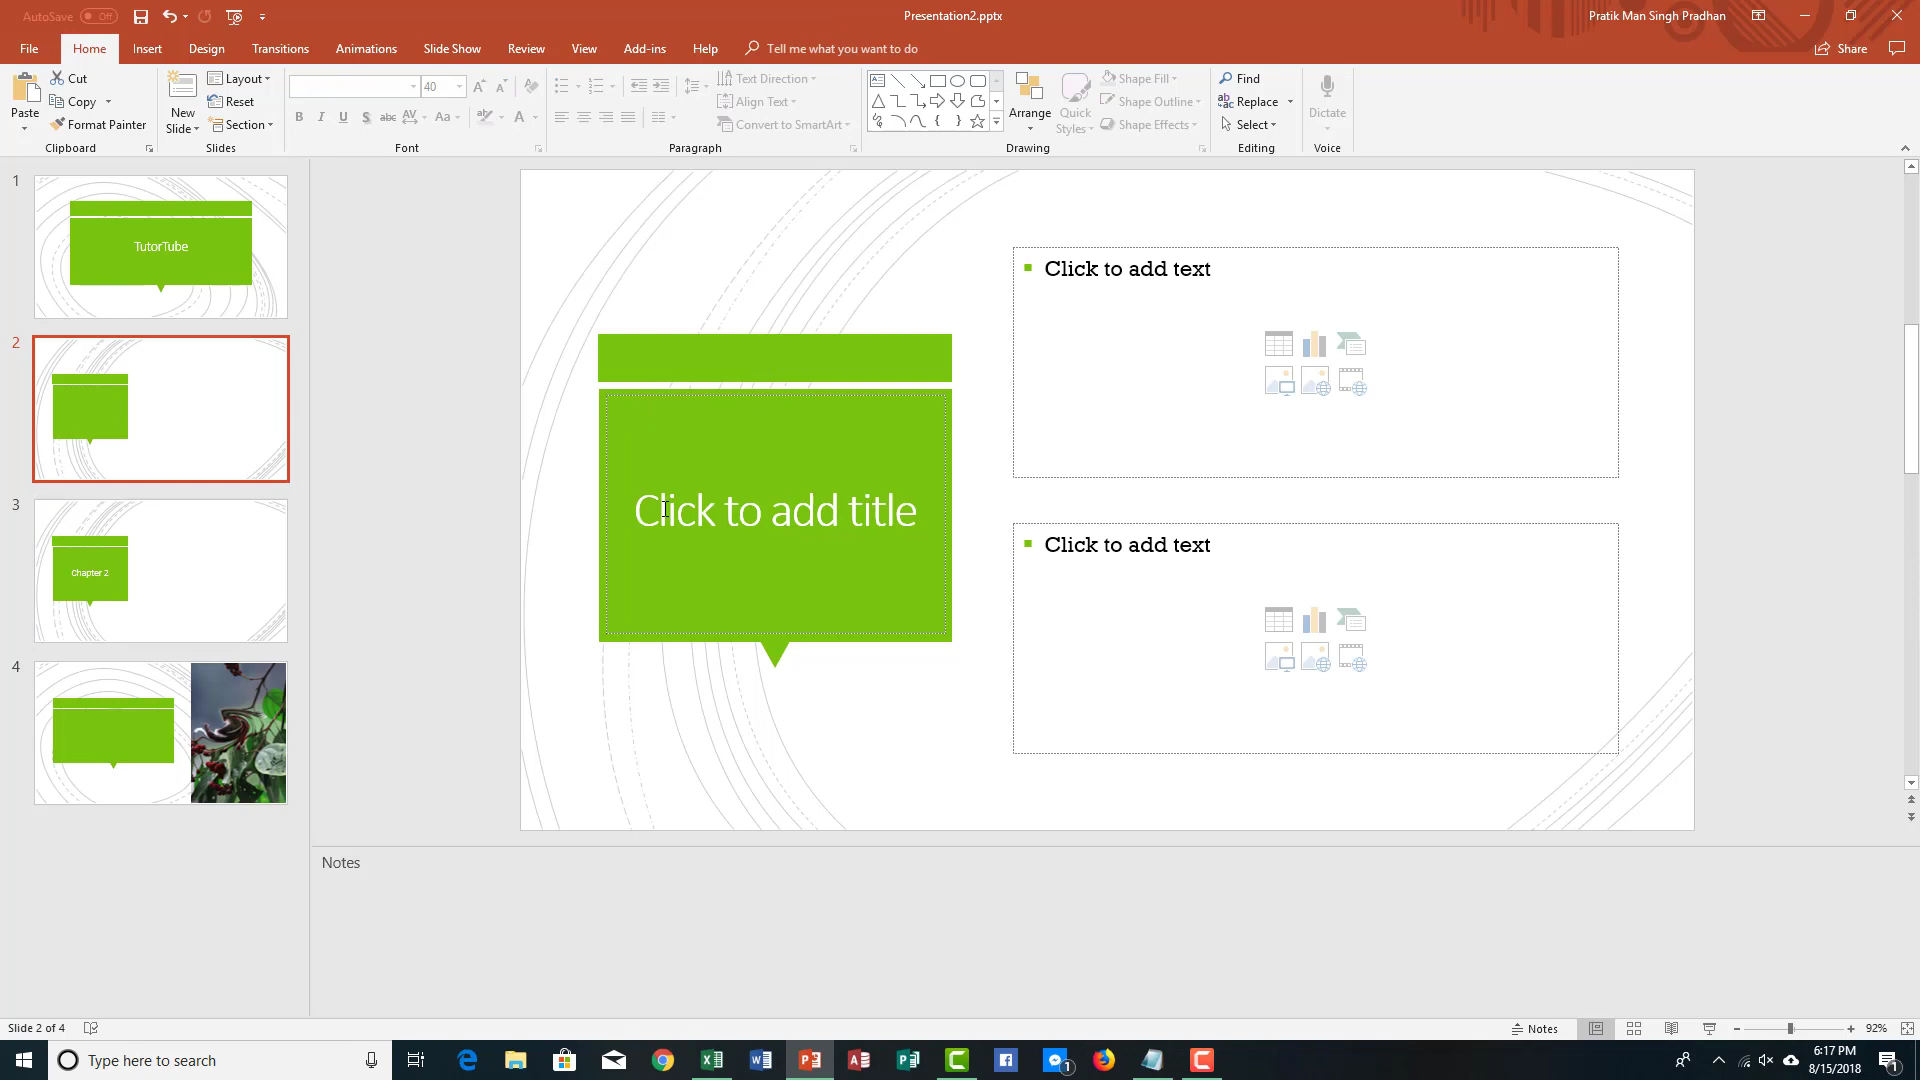 AutoSave Off
Presentation2.pptx
Pratik Man Singh Pradhan
File Home Insert Design Transitions Animations Slide Show Review View Add-ins Help Tell me what you want to do
Share
Paste
Cut
Copy
Format Painter
Clipboard
New Slide
Layout
Reset
Section
Slides
40
B I U S abc AV Aa
A
Font
Text Direction
Align Text
Convert to SmartArt
Paragraph
Arrange
Quick Styles
Shape Fill
Shape Outline
Shape Effects
Drawing
Find
Replace
Select
Editing
Dictate
Voice
1
TutorTube
2
3
Chapter 2
4
Click to add title
Click to add text
Click to add text
Notes
Slide 2 of 4
Notes
92%
Type here to search
1
6:17 PM
8/15/2018
1